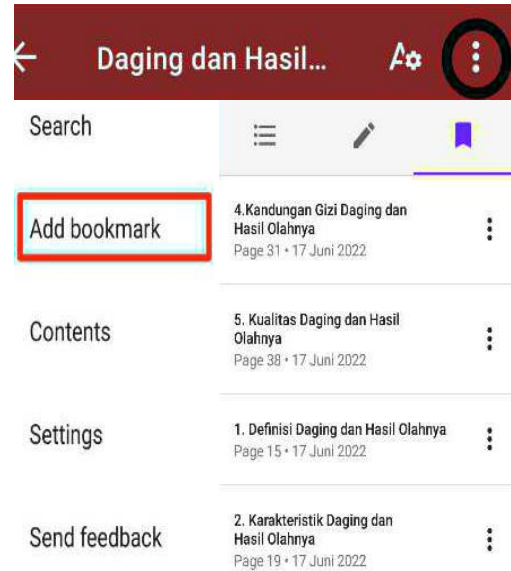 Daging dan Hasil...
Search
Add bookmark
Contents
Settings
Send feedback
4.Kandungan Gizi Daging dan
Hasil Olahnya
Page 31 • 17 Juni 2022
5. Kualitas Daging dan Hasil
Olahnya
Page 38 • 17 Juni 2022
1. Definisi Daging dan Hasil Olahnya
Page 15 • 17 Juni 2022
2. Karakteristik Daging dan
Hasil Olahnya
Page 19 • 17 Juni 2022